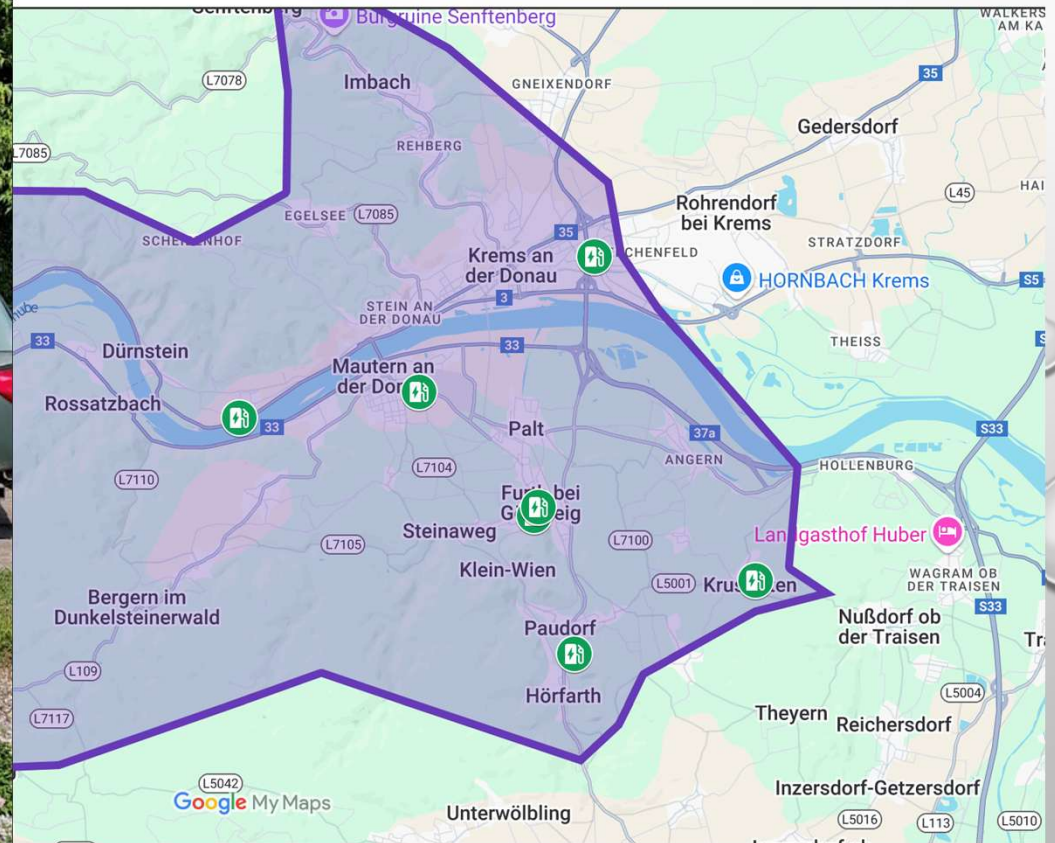 Senftenberg
Burgruine Senftenberg
WALKERS
AM KA
L7078
Imbach
GNEIXENDORF
35
Gedersdorf
L7085
REHBERG
L45
HAI
EGELSEE
L7085
Rohrendorf
bei Krems
SCHE
NHOF
35
STRATZDORF
CHENFELD
Krems an
der Donau
HORNBACH Krems
S5
3
STEIN AN
DER DONAU
THEISS
33
33
Dürnstein
Mautern an
der Do
Rossatzbach
33
Palt
37a
S33
ANGERN
HOLLENBURG
L7104
L7110
Furth bei
G
eig
Steinaweg
L7105
L7100
Landgasthof Huber
Klein-Wien
L5001
Krus
ten
WAGRAM OB
DER TRAISEN
Bergern im
Dunkelsteinerwald
S33
Nußdorf ob
der Traisen
Paudorf
Tr
L109
Hörfarth
L5004
L7117
Theyern
Reichersdorf
L5042
Inzersdorf-Getzersdorf
Google My Maps
Unterwölbling
L5016
L113
L5010